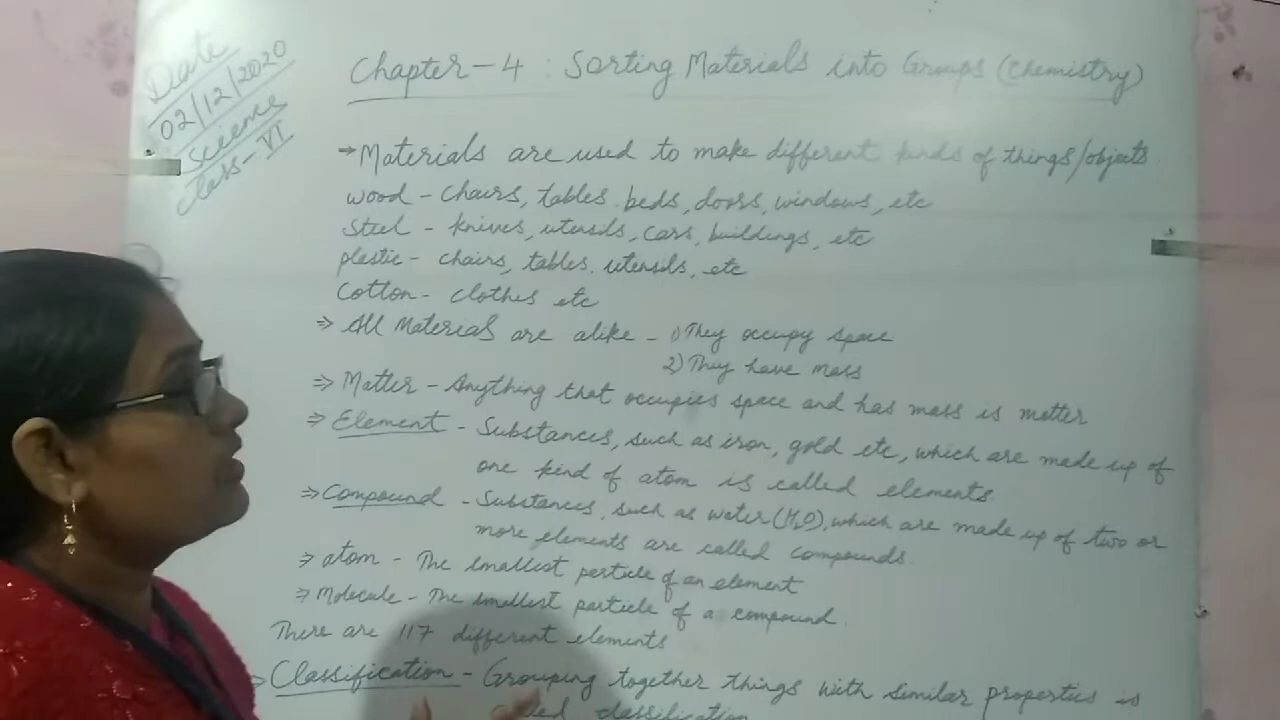 Date
02/12/2020
Science
Class-VI
Chapter-4 : Sorting Materials into Groups (Chemistry)
→Materials are used to make different kinds of things/objects
Wood - Chairs, tables, beds, doors, windows, etc
Steel - knives, utensils, cars, buildings, etc
plastic - chairs, tables, utensils, etc
Cotton - clothes etc
⇒ All Materials are alike - 1) They occupy space
2) They have mass
⇒ Matter - Anything that occupies space and has mass is matter
⇒ Element - Substances, such as iron, gold etc, which are made up of
one kind of atom is called elements.
⇒ Compound - Substances, such as water (H2O), which are made up of two or
more elements are called compounds.
⇒ atom - The smallest particle of an element
⇒ Molecule - The smallest particle of a compound.
There are 117 different elements
⇒ Classification - Grouping together things with similar properties is
called classification